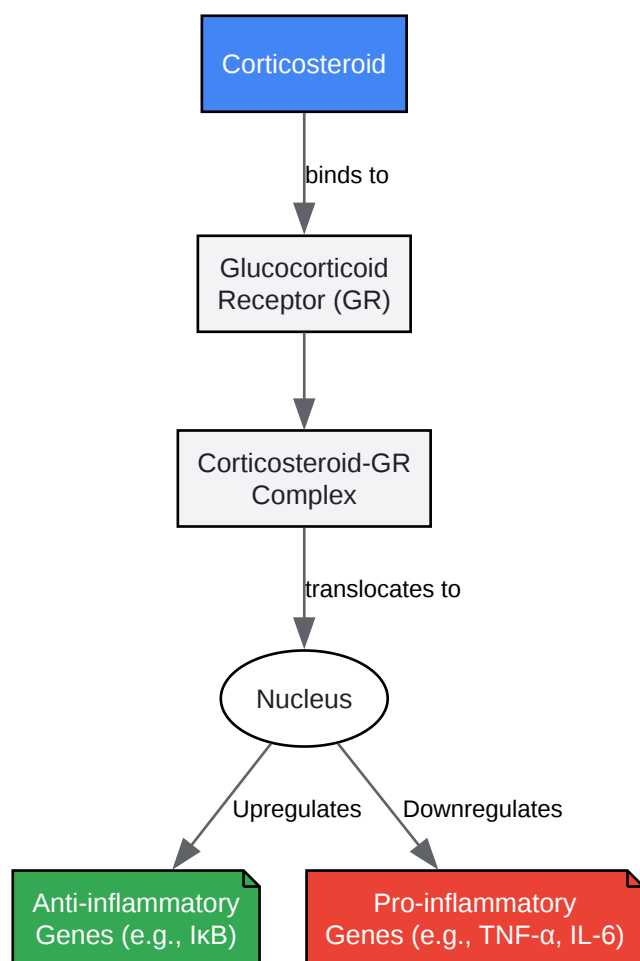 Corticosteroid
binds to
Glucocorticoid
Receptor (GR)
Corticosteroid-GR
Complex
translocates to
Nucleus
Upregulates
Downregulates
Anti-inflammatory
Genes (e.g., IκB)
Pro-inflammatory
Genes (e.g., TNF-α, IL-6)